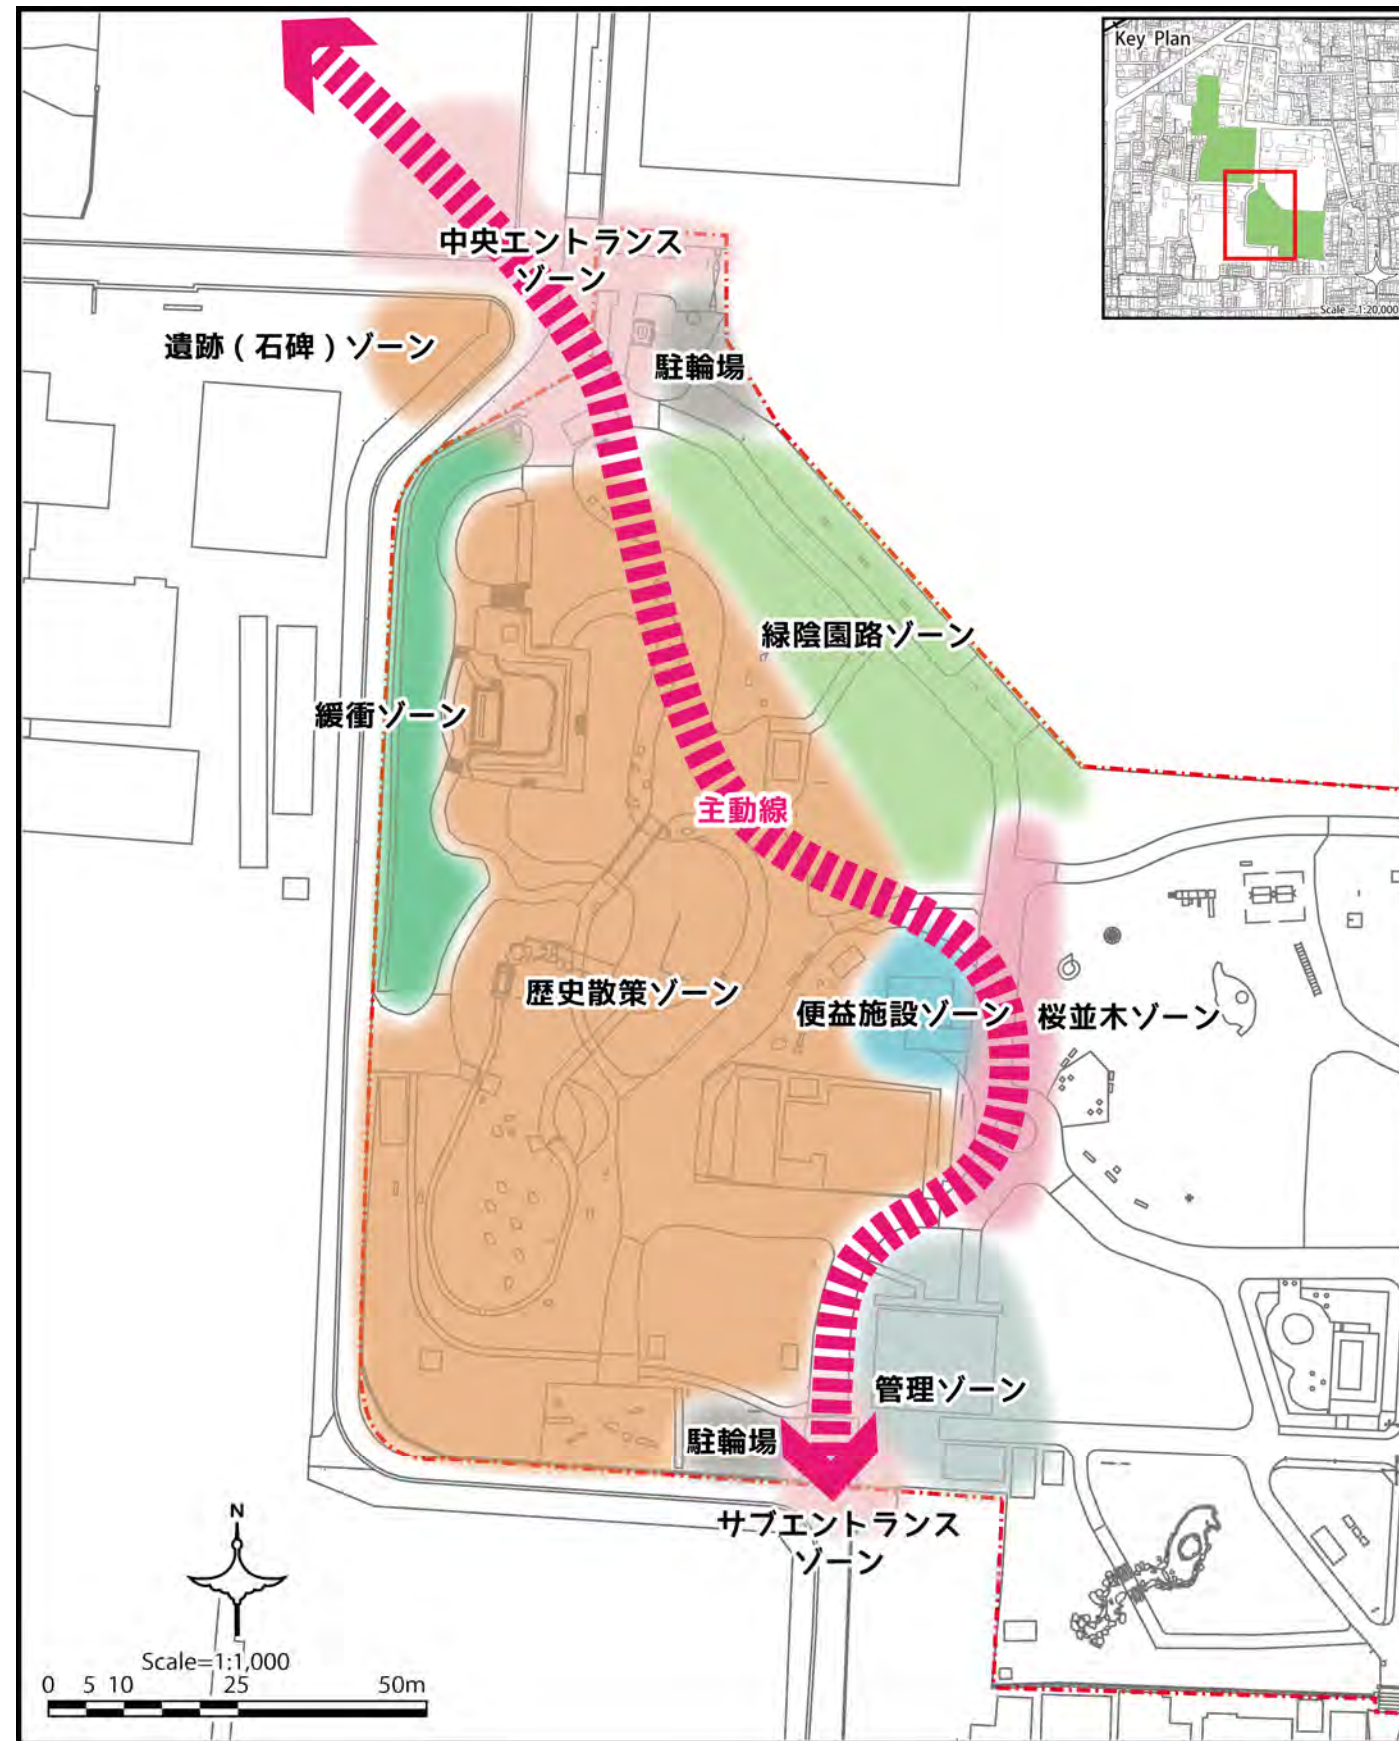 Key Plan
Scale = 1:20,000
中央エントランス
ゾーン
遺跡（石碑）ゾーン
駐輪場
緑陰園路ゾーン
緩衝ゾーン
主動線
歴史散策ゾーン
便益施設ゾーン
桜並木ゾーン
管理ゾーン
駐輪場
サブエントランス
ゾーン
N
Scale=1:1,000
0 5 10 25 50m